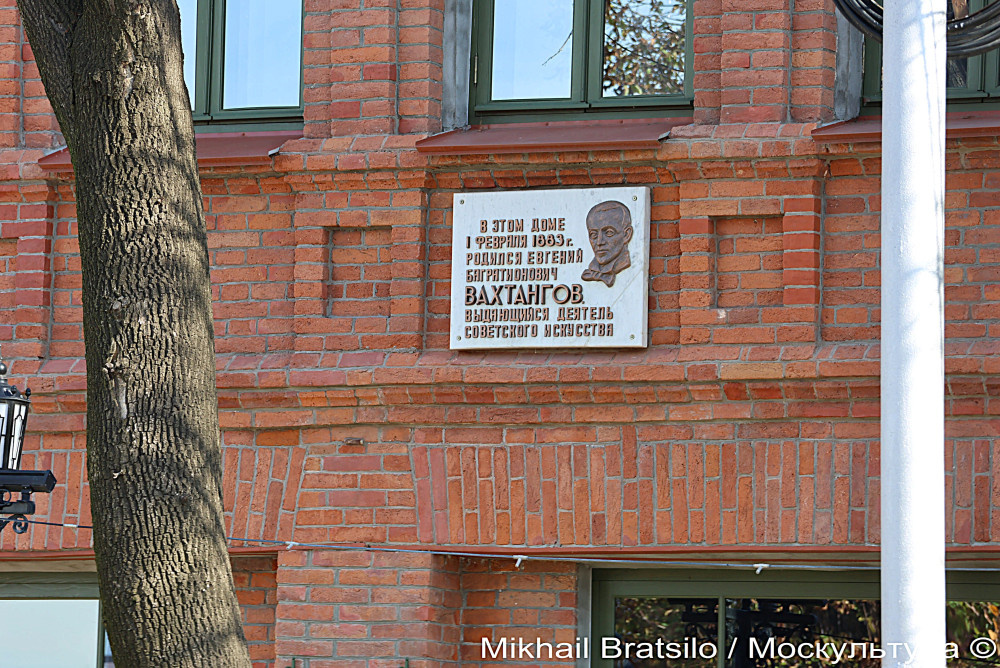 В ЭТОМ ДОМЕ
1 ФЕВРАЛЯ 1883 г.
РОДИЛСЯ ЕВГЕНИЙ
БАГРАТИОНОВИЧ
ВАХТАНГОВ.
ВЫДАЮЩИЙСЯ ДЕЯТЕЛЬ
СОВЕТСКОГО ИСКУССТВА
Mikhail Bratsilo / Москультура ©